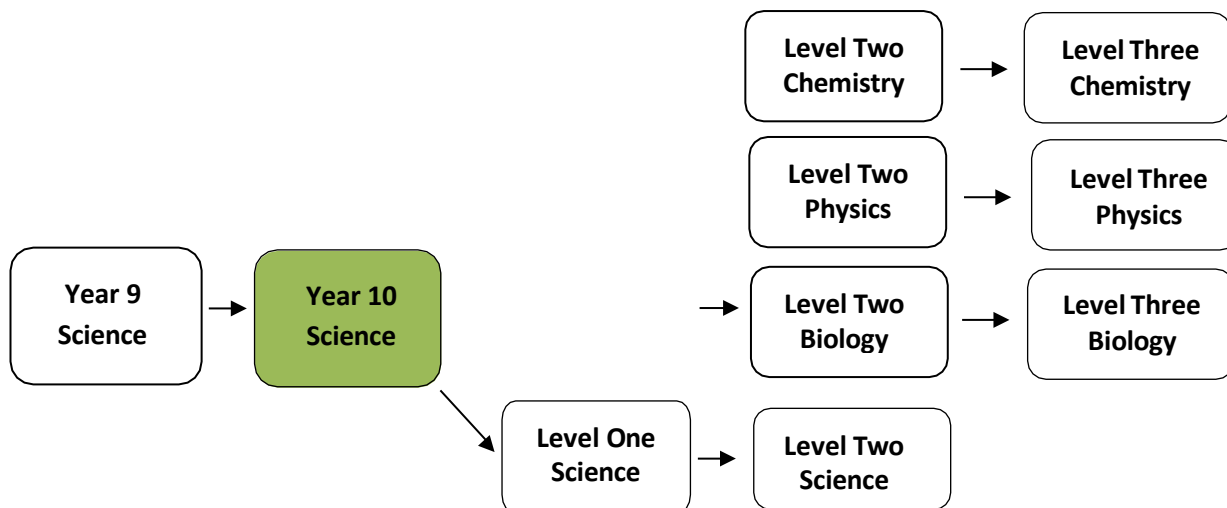 Level Two
Chemistry
Level Three
Chemistry
Level Two
Physics
Level Three
Physics
Year 9
Science
Year 10
Science
Level Two
Biology
Level Three
Biology
Level One
Science
Level Two
Science